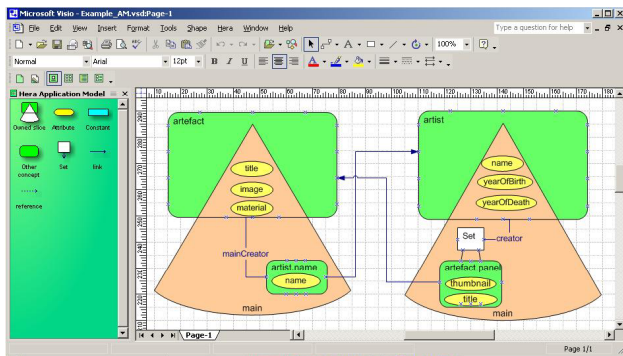 Microsoft Visio - Example_AM.vsd:Page-1
File Edit View Insert Format Tools Shape Hera Window Help
Type a question for help
100%
Normal Arial 12pt B I U
Hera Application Model
Owned slice Attribute Constant
Other concept Set link
reference
artefact
title
image
material
mainCreator
artist.name
name
main
artist
name
yearOfBirth
yearOfDeath
Set
creator
artefact.panel
thumbnail
title
main
Page-1
Page 1/1